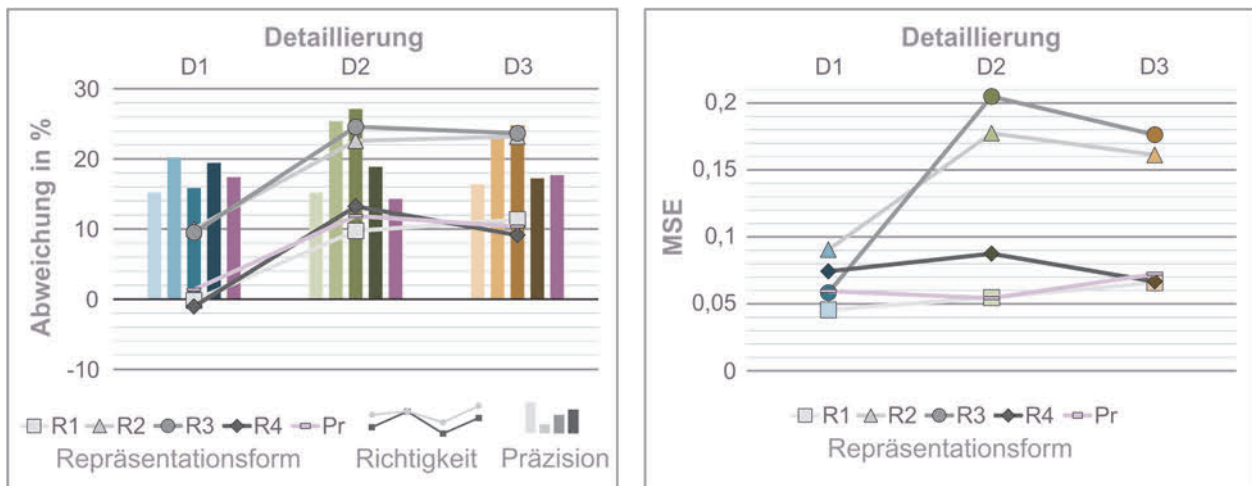 Detaillierung
D1 D2 D3
Abweichung in %
30
20
10
0
-10
R1 R2 R3 R4 Pr
Repräsentationsform Richtigkeit Präzision
Detaillierung
D1 D2 D3
MSE
0,2
0,15
0,1
0,05
0
R1 R2 R3 R4 Pr
Repräsentationsform